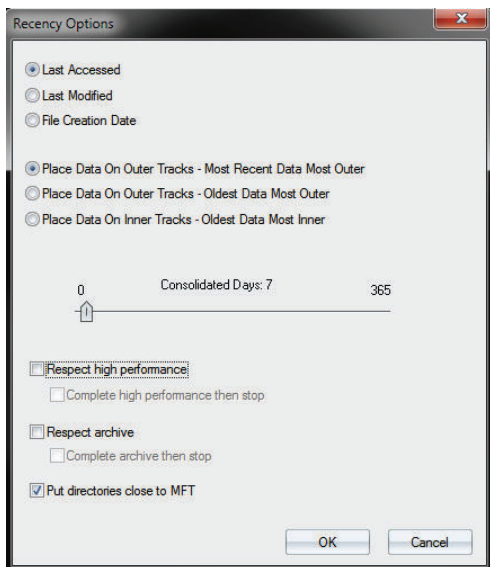 Recency Options
Last Accessed
Last Modified
File Creation Date
Place Data On Outer Tracks - Most Recent Data Most Outer
Place Data On Outer Tracks - Oldest Data Most Outer
Place Data On Inner Tracks - Oldest Data Most Inner
0 Consolidated Days: 7 365
Respect high performance
Complete high performance then stop
Respect archive
Complete archive then stop
Put directories close to MFT
OK Cancel